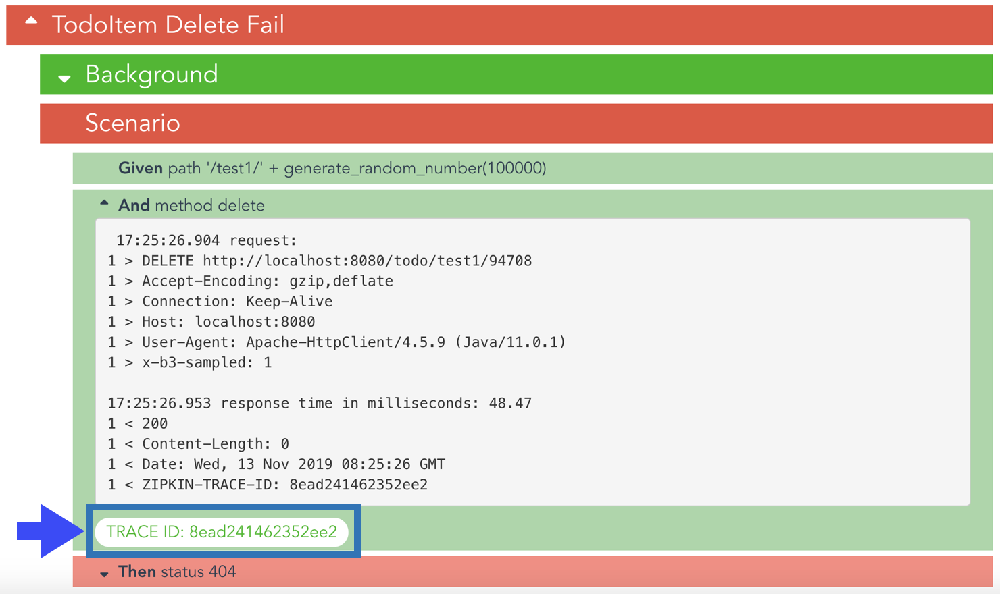 TodoItem Delete Fail
Background
Scenario
Given path '/test1/' + generate_random_number(100000)
And method delete
17:25:26.904 request:
1 > DELETE http://localhost:8080/todo/test1/94708
1 > Accept-Encoding: gzip,deflate
1 > Connection: Keep-Alive
1 > Host: localhost:8080
1 > User-Agent: Apache-HttpClient/4.5.9 (Java/11.0.1)
1 > x-b3-sampled: 1
17:25:26.953 response time in milliseconds: 48.47
1 < 200
1 < Content-Length: 0
1 < Date: Wed, 13 Nov 2019 08:25:26 GMT
1 < ZIPKIN-TRACE-ID: 8ead241462352ee2
TRACE ID: 8ead241462352ee2
Then status 404